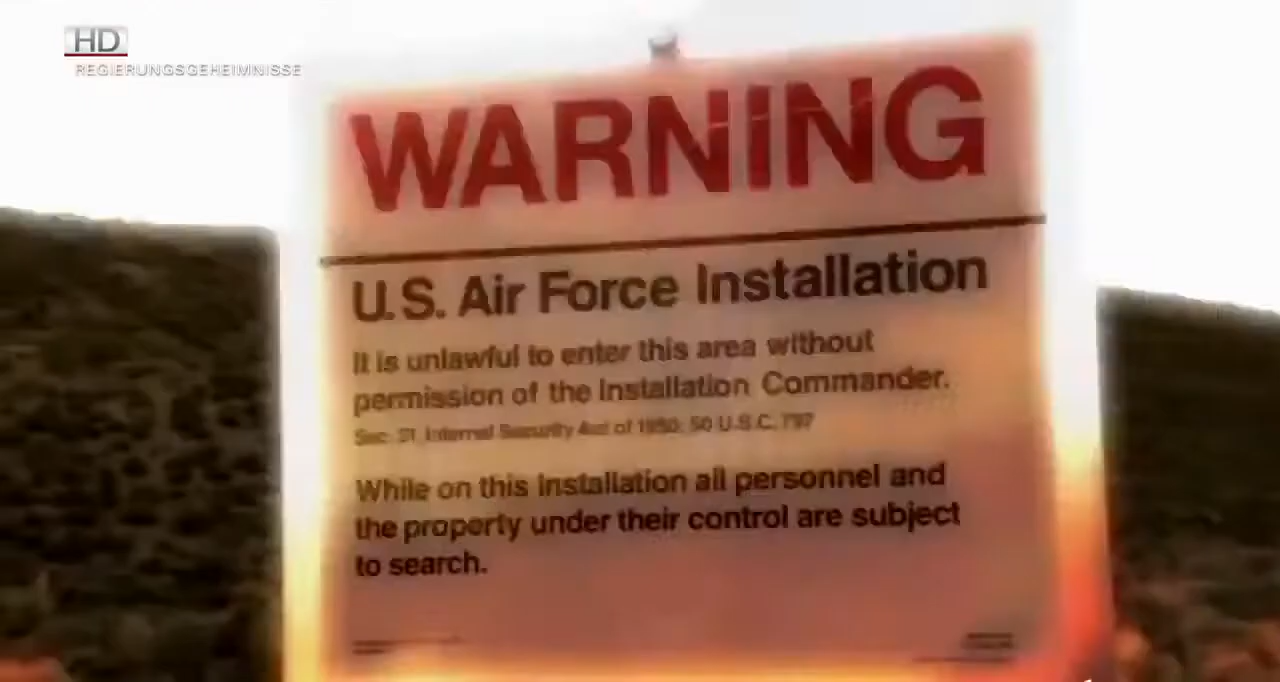 HD
REGIERUNGSGEHEIMNISSE
WARNING
U.S. Air Force Installation
It is unlawful to enter this area without
permission of the Installation Commander.
Sec. 21, Internal Security Act of 1950; 50 U.S.C. 797
While on this Installation all personnel and
the property under their control are subject
to search.